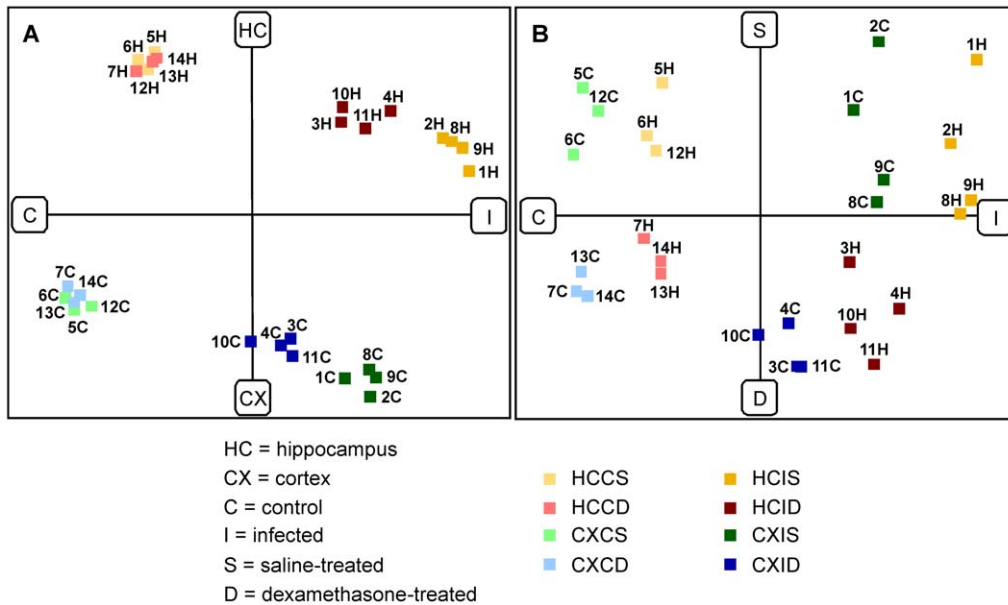 A
HC
5H
6H
14H
7H
13H
12H
10H
4H
3H
11H
2H
8H
9H
1H
C
I
7C
14C
6C
12C
13C
5C
10C
4C
3C
11C
8C
1C
9C
2C
CX
B
S
2C
1H
5C
5H
12C
1C
6H
2H
6C
12H
9C
9H
8C
8H
C
I
7H
13C
14H
3H
7C
14C
13H
4C
4H
10C
10H
3C
11C
11H
D
HC = hippocampus
CX = cortex
C = control
I = infected
S = saline-treated
D = dexamethasone-treated
HCCS
HCIS
HCCD
HCID
CXCS
CXIS
CXCD
CXID